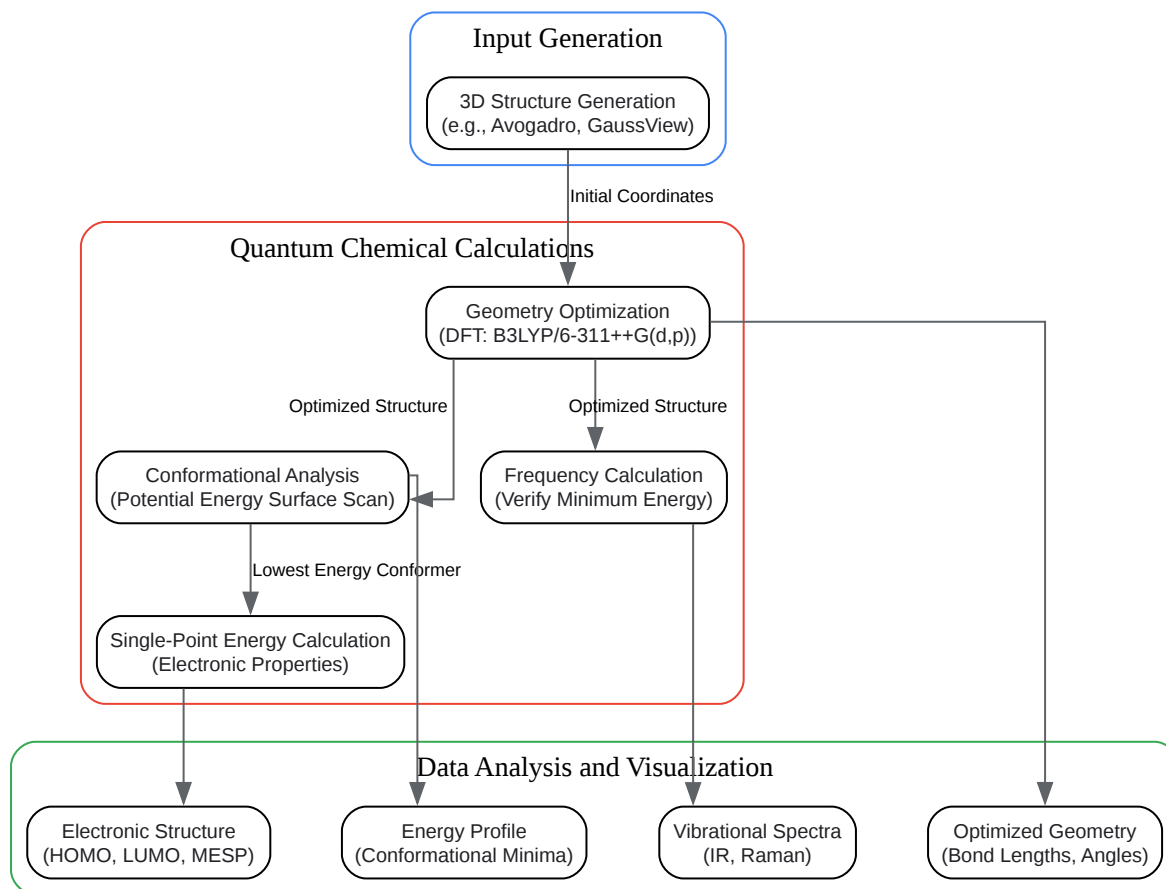 Input Generation
3D Structure Generation
(e.g., Avogadro, GaussView)
Initial Coordinates
Quantum Chemical Calculations
Geometry Optimization
(DFT: B3LYP/6-311++G(d,p))
Optimized Structure
Optimized Structure
Conformational Analysis
(Potential Energy Surface Scan)
Frequency Calculation
(Verify Minimum Energy)
Lowest Energy Conformer
Single-Point Energy Calculation
(Electronic Properties)
Data Analysis and Visualization
Electronic Structure
(HOMO, LUMO, MESP)
Energy Profile
(Conformational Minima)
Vibrational Spectra
(IR, Raman)
Optimized Geometry
(Bond Lengths, Angles)